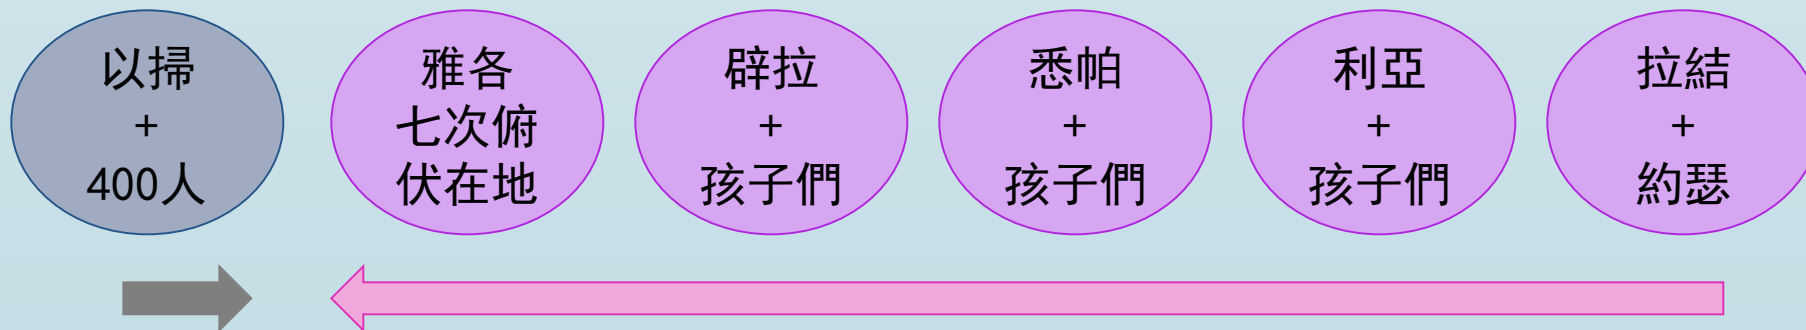 以掃
+
400人
雅各
七次俯
伏在地
辟拉
+
孩子們
悉帕
+
孩子們
利亞
+
孩子們
拉結
+
約瑟